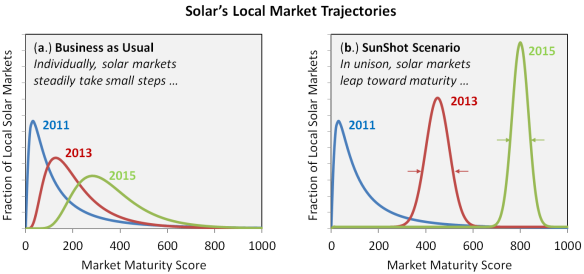 Solar's Local Market Trajectories
(a.) Business as Usual
Individually, solar markets
steadily take small steps …
2011
2013
2015
Fraction of Local Solar Markets
0 200 400 600 800 1000
Market Maturity Score
(b.) SunShot Scenario
In unison, solar markets
leap toward maturity …
2015
2013
2011
Fraction of Local Solar Markets
0 200 400 600 800 1000
Market Maturity Score